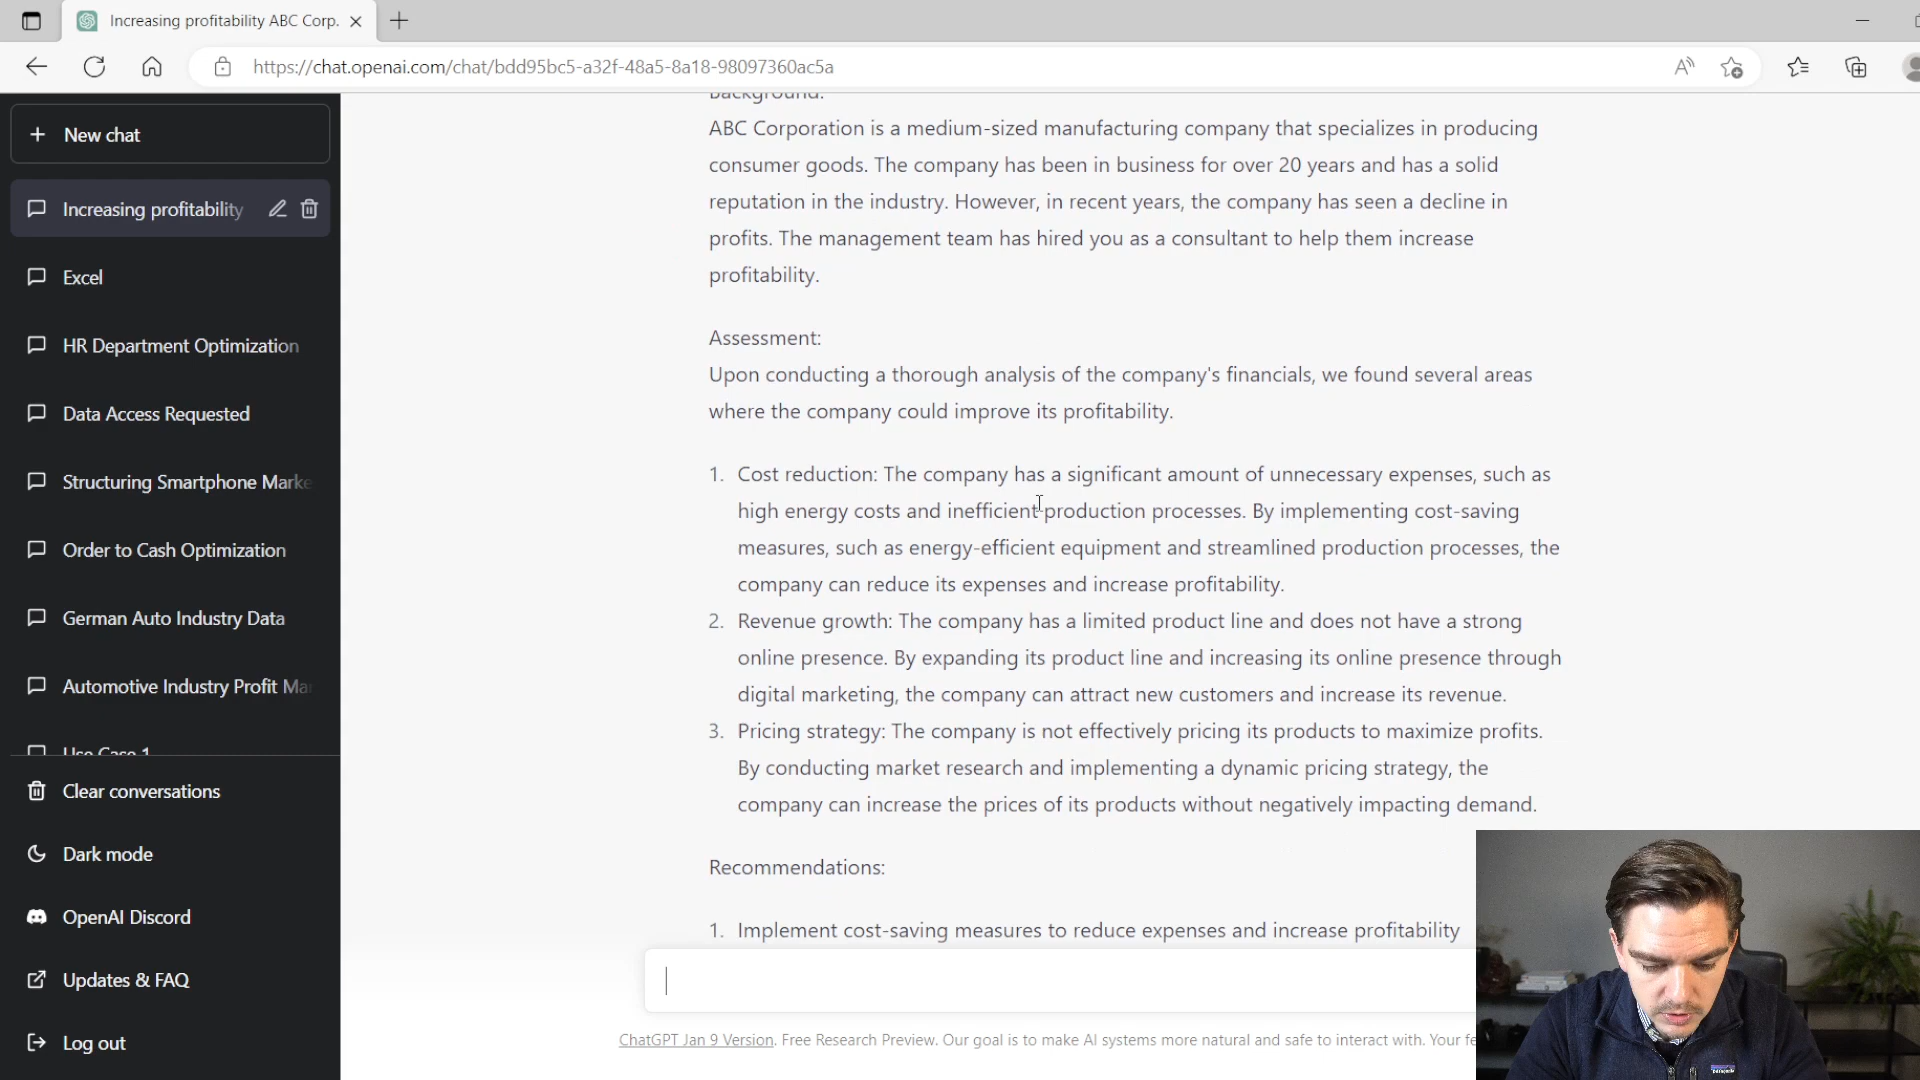 Increasing profitability ABC Corp.
https://chat.openai.com/chat/bdd95bc5-a32f-48a5-8a18-98097360ac5a
New chat
Increasing profitability
Excel
HR Department Optimization
Data Access Requested
Structuring Smartphone Marke
Order to Cash Optimization
German Auto Industry Data
Automotive Industry Profit Ma
Use Case 1
Clear conversations
Dark mode
OpenAI Discord
Updates & FAQ
Log out
Background:
ABC Corporation is a medium-sized manufacturing company that specializes in producing
consumer goods. The company has been in business for over 20 years and has a solid
reputation in the industry. However, in recent years, the company has seen a decline in
profits. The management team has hired you as a consultant to help them increase
profitability.
Assessment:
Upon conducting a thorough analysis of the company's financials, we found several areas
where the company could improve its profitability.
1. Cost reduction: The company has a significant amount of unnecessary expenses, such as
high energy costs and inefficient production processes. By implementing cost-saving
measures, such as energy-efficient equipment and streamlined production processes, the
company can reduce its expenses and increase profitability.
2. Revenue growth: The company has a limited product line and does not have a strong
online presence. By expanding its product line and increasing its online presence through
digital marketing, the company can attract new customers and increase its revenue.
3. Pricing strategy: The company is not effectively pricing its products to maximize profits.
By conducting market research and implementing a dynamic pricing strategy, the
company can increase the prices of its products without negatively impacting demand.
Recommendations:
1. Implement cost-saving measures to reduce expenses and increase profitability
ChatGPT Jan 9 Version. Free Research Preview. Our goal is to make AI systems more natural and safe to interact with. Your fe